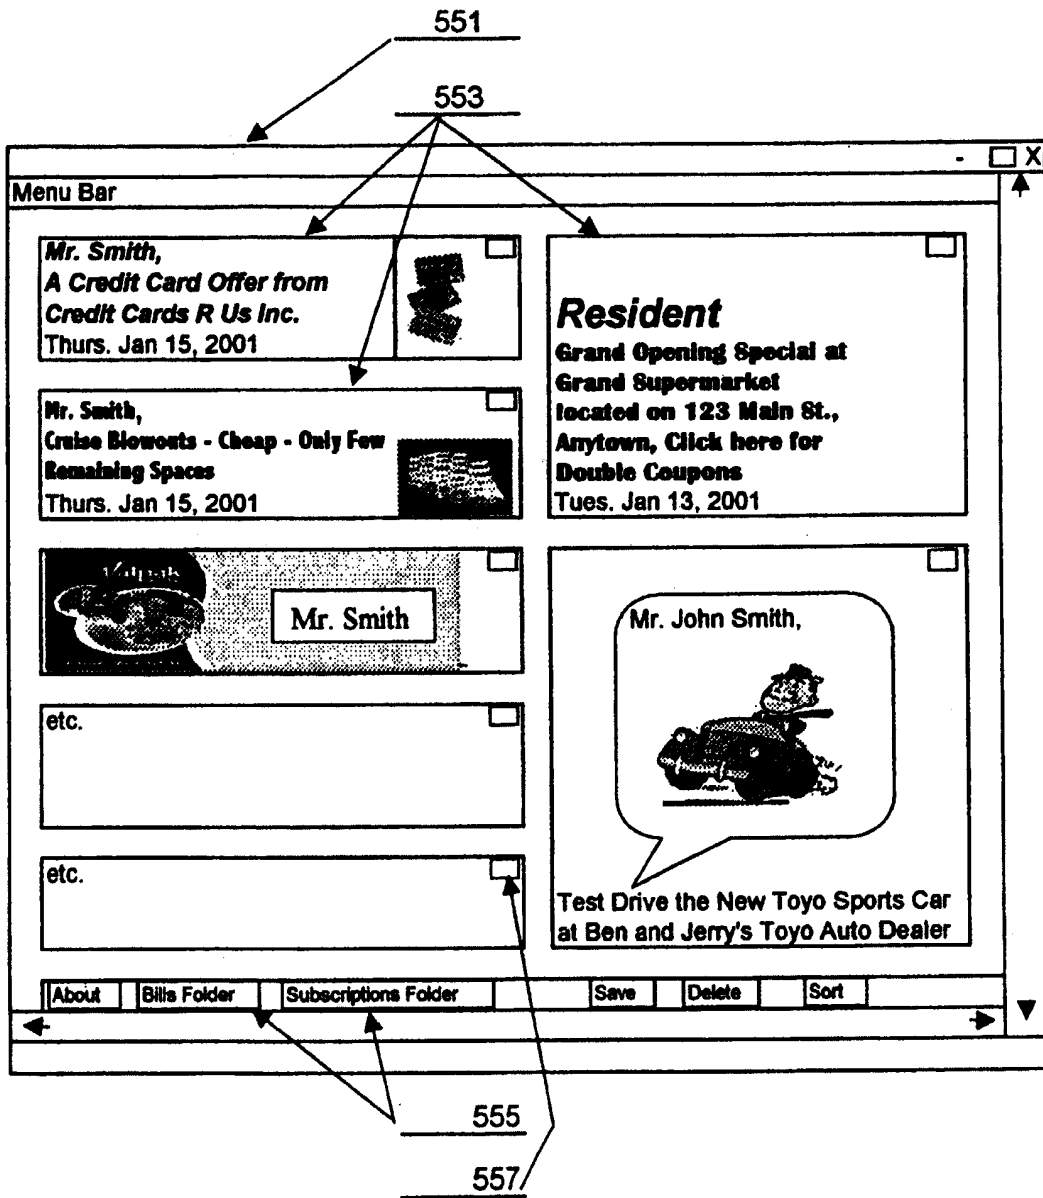 551
553
- X
Menu Bar
Mr. Smith,
A Credit Card Offer from
Credit Cards R Us Inc.
Thurs. Jan 15, 2001
Mr. Smith,
Cruise Blowouts - Cheap - Only Few
Remaining Spaces
Thurs. Jan 15, 2001
Mr. Smith
etc.
etc.
Resident
Grand Opening Special at
Grand Supermarket
located on 123 Main St.,
Anytown, Click here for
Double Coupons
Tues. Jan 13, 2001
Mr. John Smith,
Test Drive the New Toyo Sports Car
at Ben and Jerry's Toyo Auto Dealer
About Bills Folder Subscriptions Folder Save Delete Sort
555
557